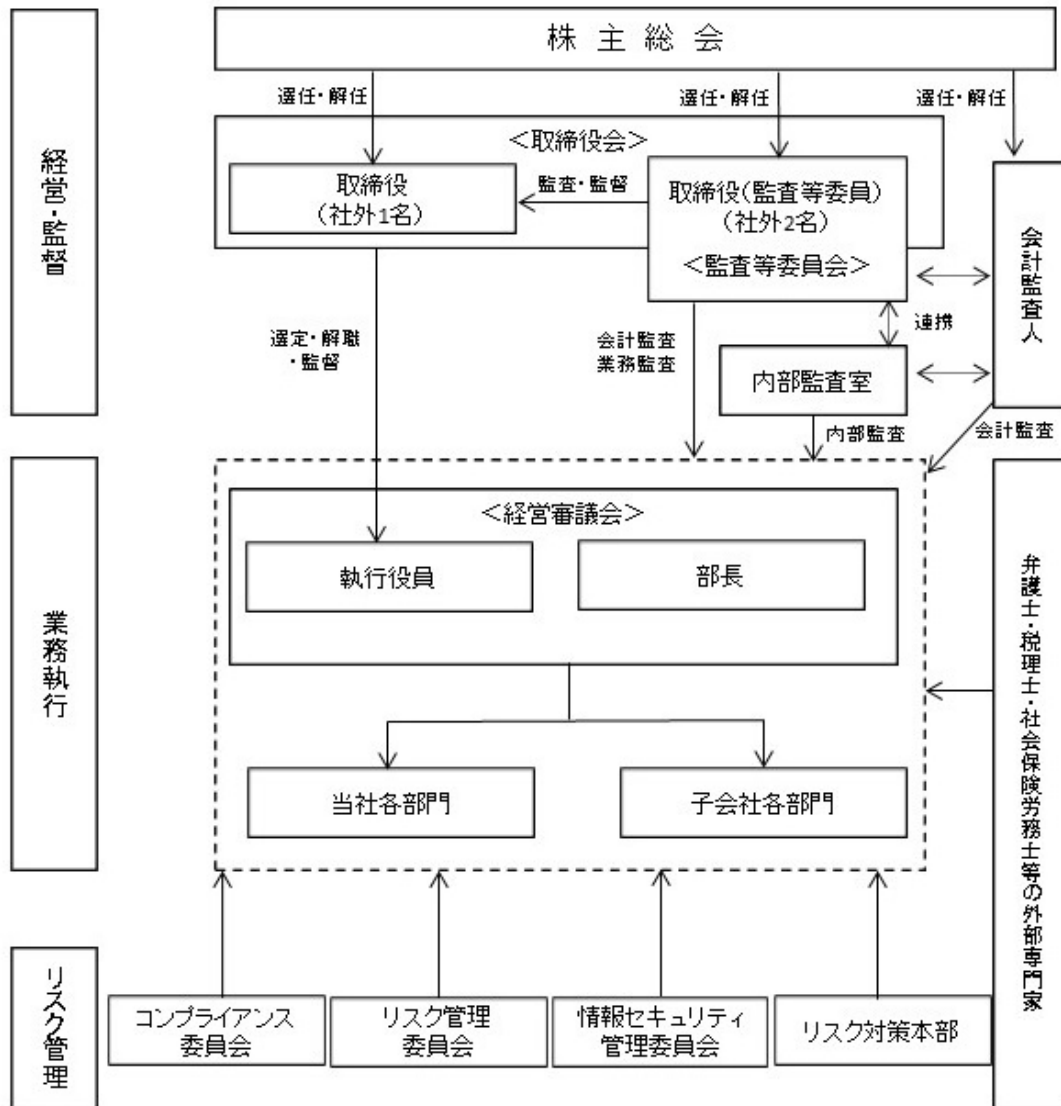 株主総会
選任・解任
選任・解任
選任・解任
経営・監督
＜取締役会＞
取締役
（社外1名）
監査・監督
取締役（監査等委員）
（社外2名）
＜監査等委員会＞
会計監査人
選定・解職
・監督
会計監査
業務監査
連携
内部監査室
内部監査
会計監査
業務執行
＜経営審議会＞
執行役員
部長
当社各部門
子会社各部門
弁護士・税理士・社会保険労務士等の外部専門家
リスク管理
コンプライアンス
委員会
リスク管理
委員会
情報セキュリティ
管理委員会
リスク対策本部